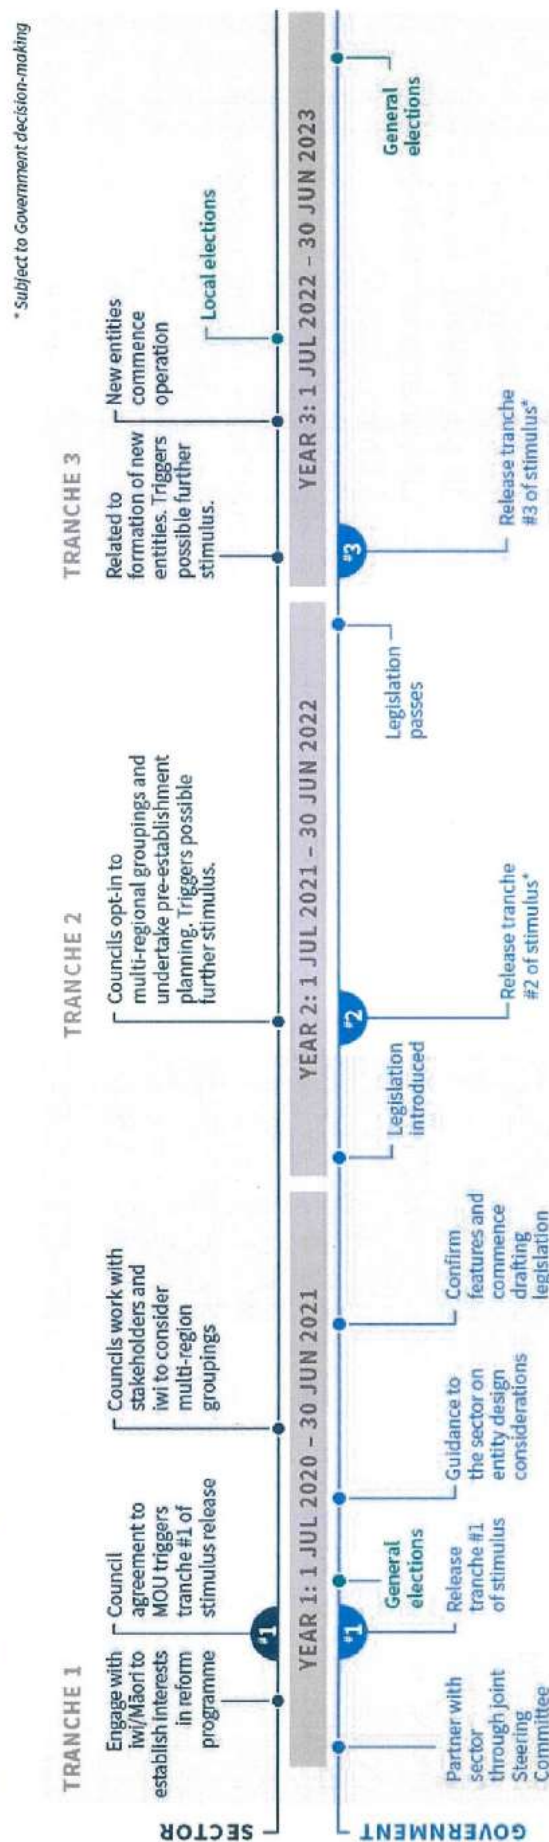 * Subject to Government decision-making
TRANCHE 1
TRANCHE 2
TRANCHE 3
SECTOR
Engage with
iwi/Māori to
establish interests
in reform
programme
Council
agreement to
MOU triggers
tranche #1 of
stimulus release
Councils work with
stakeholders and
iwi to consider
multi-region
groupings
Councils opt-in to
multi-regional groupings and
undertake pre-establishment
planning. Triggers possible
further stimulus.
Related to
formation of new
entities. Triggers
possible further
stimulus.
New entities
commence
operation
Local elections
#1
YEAR 1: 1 JUL 2020 – 30 JUN 2021
YEAR 2: 1 JUL 2021 – 30 JUN 2022
YEAR 3: 1 JUL 2022 – 30 JUN 2023
GOVERNMENT
#1
#2
#3
Partner with
sector
through joint
Steering
Committee
Release
tranche #1
of stimulus
General
elections
Guidance to
the sector on
entity design
considerations
Confirm
features and
commence
drafting
legislation
Legislation
introduced
Release tranche
#2 of stimulus*
Legislation
passes
Release tranche
#3 of stimulus*
General
elections